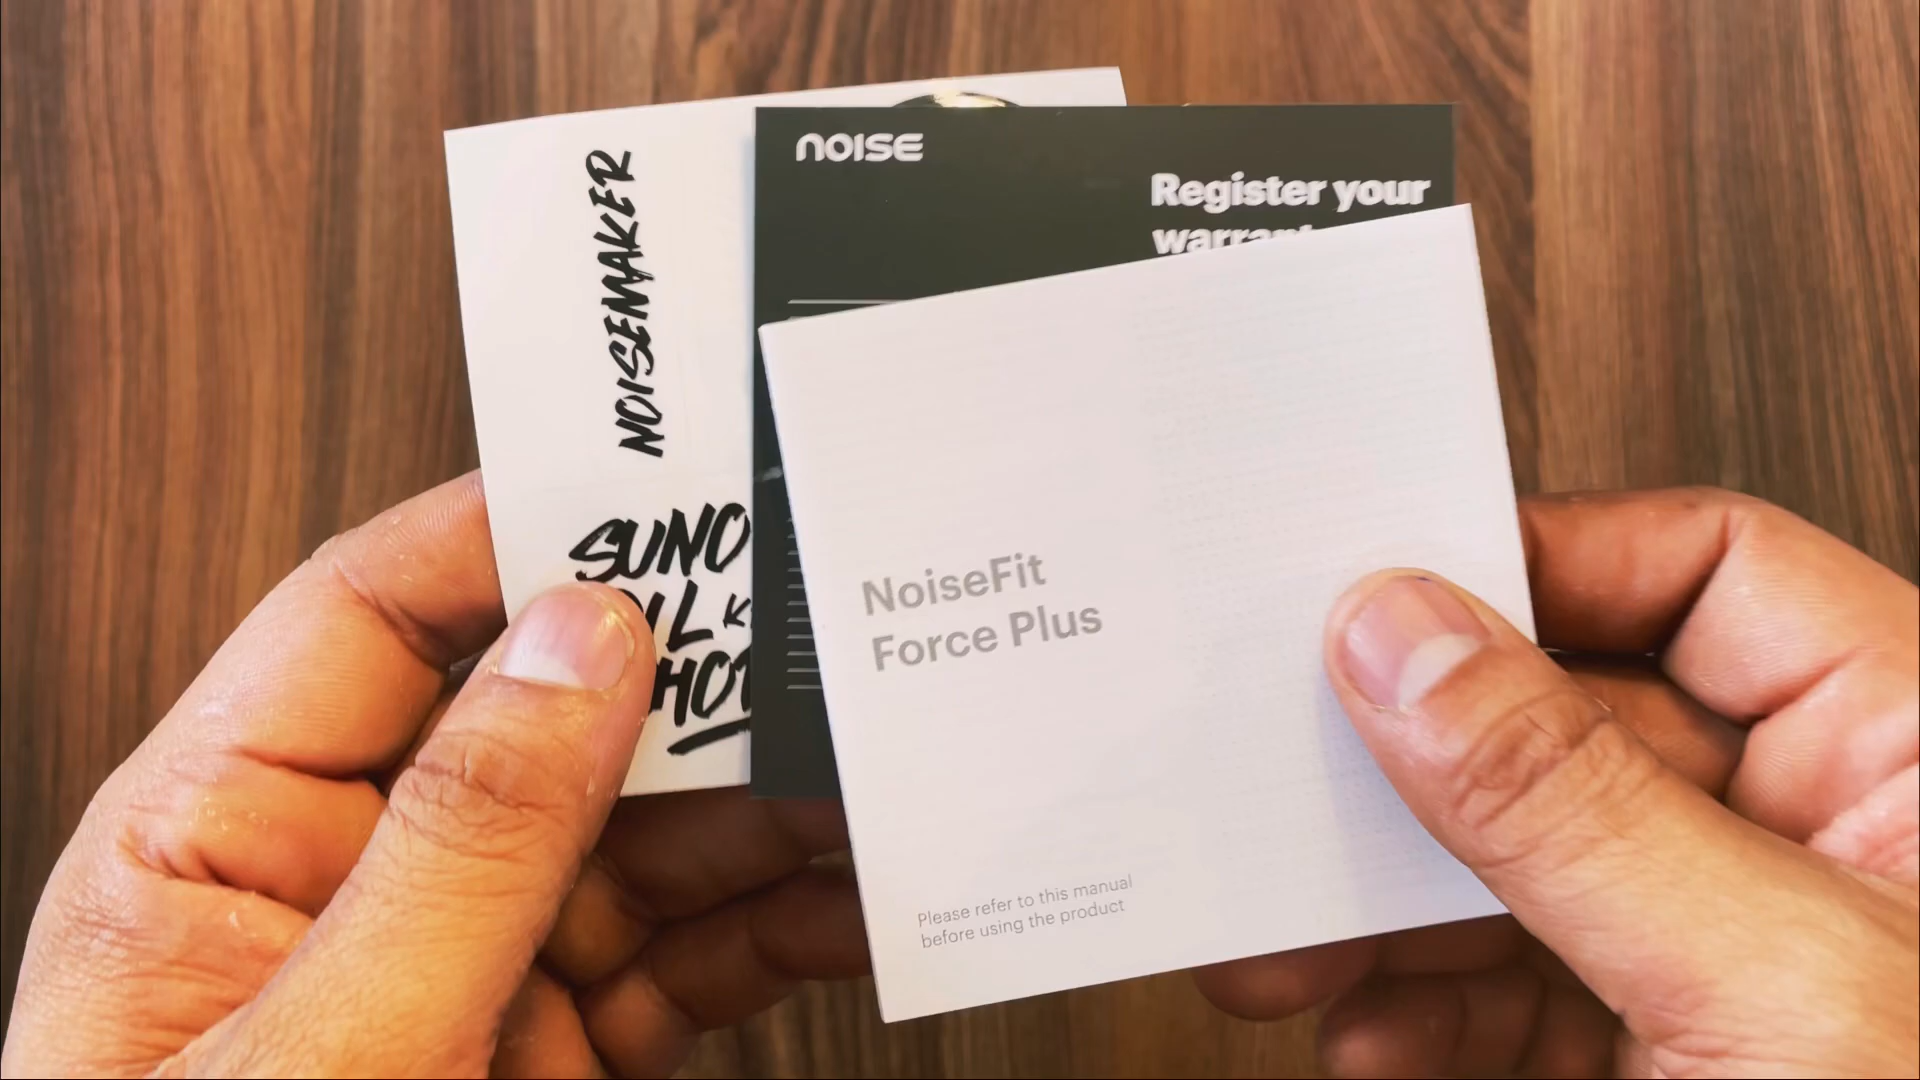 NOISEMAKER
SUNO
NOISE
Register your
NoiseFit
Force Plus
Please refer to this manual
before using the product